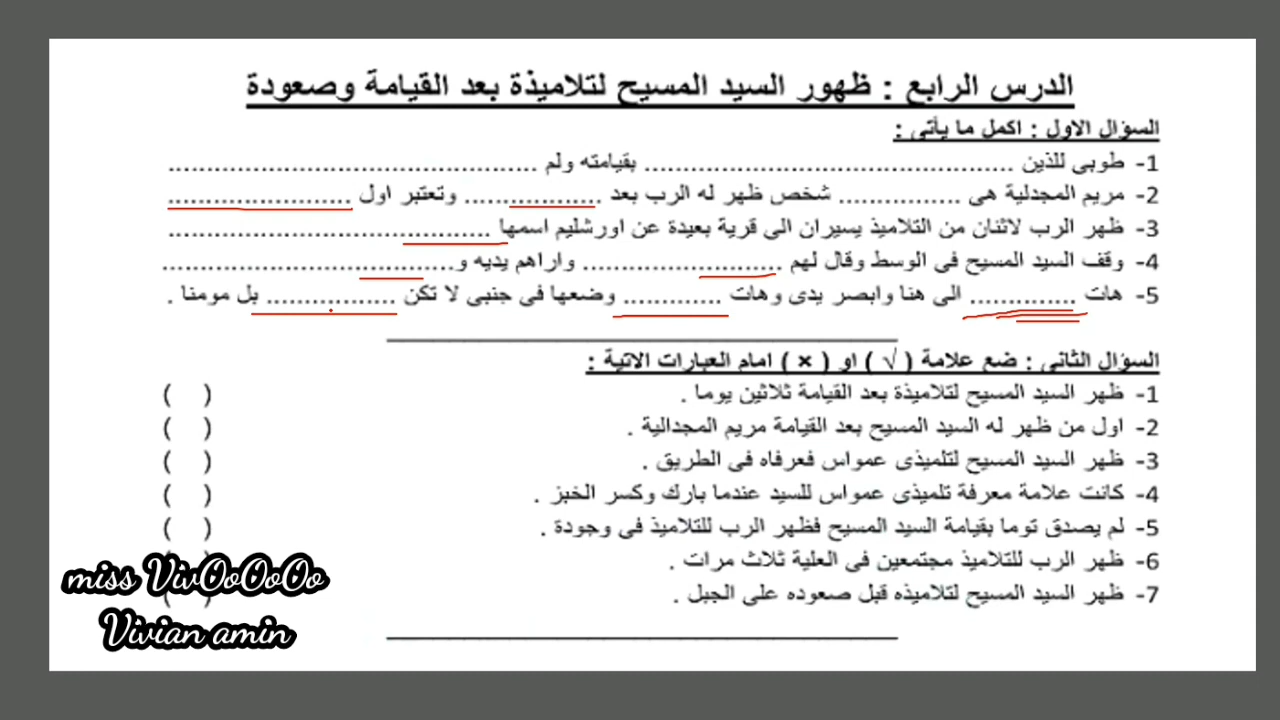 الدرس الرابع : ظهور السيد المسيح لتلاميذة بعد القيامة وصعودة
السؤال الاول : اكمل ما يأتى :
1- طوبى للذين ................................................ بقيامته ولم ................................................
2- مريم المجدلية هى ................ شخص ظهر له الرب بعد .................. وتعتبر اول ........................
3- ظهر الرب لاثنان من التلاميذ يسيران الى قرية بعيدة عن اورشليم اسمها ..........................................
4- وقف السيد المسيح فى الوسط وقال لهم .......................... واراهم يديه و......................................
5- هات .............. الى هنا وابصر يدى وهات ............. وضعها فى جنبى لا تكن ................. بل مومنا .
السؤال الثانى : ضع علامة ( √ ) او ( × ) امام العبارات الاتية :
1- ظهر السيد المسيح لتلاميذة بعد القيامة ثلاثين يوما . ( )
2- اول من ظهر له السيد المسيح بعد القيامة مريم المجدالية . ( )
3- ظهر السيد المسيح لتلميذى عمواس فعرفاه فى الطريق . ( )
4- كانت علامة معرفة تلميذى عمواس للسيد عندما بارك وكسر الخبز . ( )
5- لم يصدق توما بقيامة السيد المسيح فظهر الرب للتلاميذ فى وجودة . ( )
6- ظهر الرب للتلاميذ مجتمعين فى العلية ثلاث مرات . ( )
7- ظهر السيد المسيح لتلاميذه قبل صعوده على الجبل . ( )
miss VivOoOoOo
Vivian amin